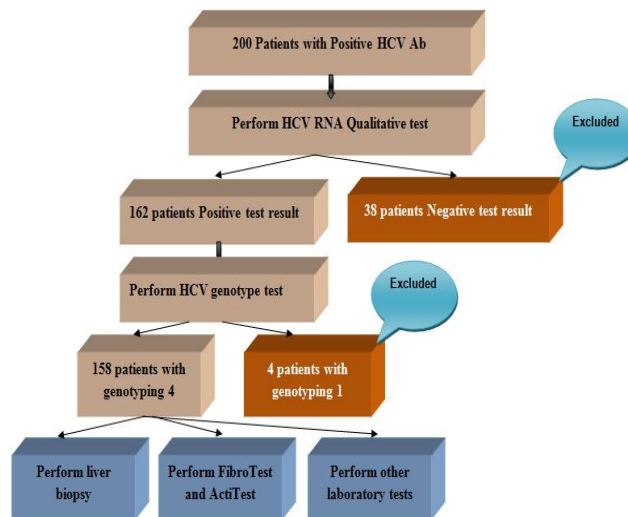 200 Patients with Positive HCV Ab
Perform HCV RNA Qualitative test
Excluded
162 patients Positive test result
38 patients Negative test result
Perform HCV genotype test
Excluded
158 patients with
genotyping 4
4 patients with
genotyping 1
Perform liver
biopsy
Perform FibroTest
and ActiTest
Perform other
laboratory tests